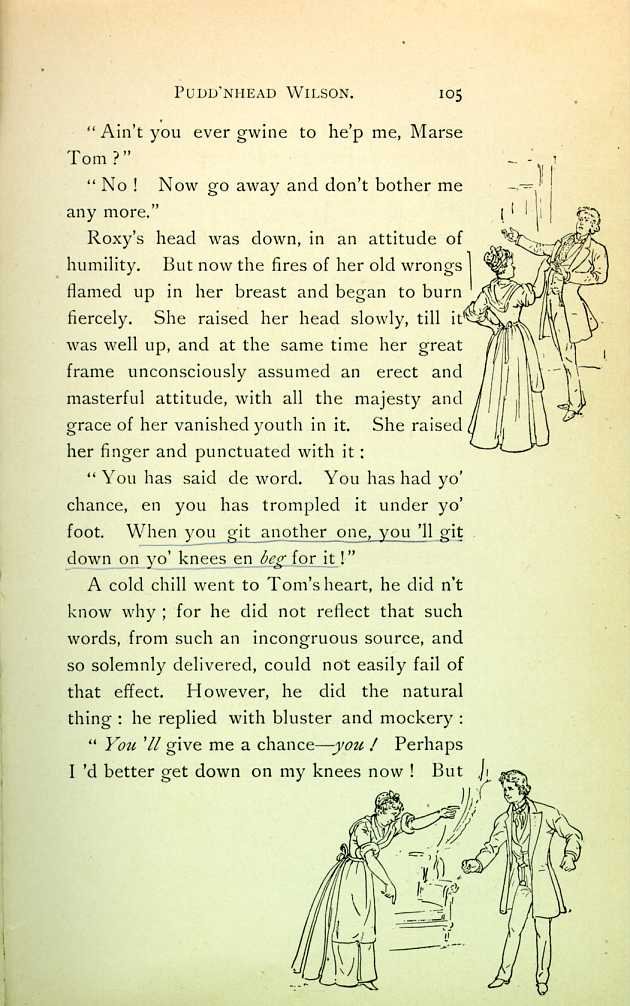 PUDD'NHEAD WILSON. 105
"Ain't you ever gwine to he'p me, Marse
Tom?"
"No! Now go away and don't bother me
any more."
Roxy's head was down, in an attitude of
humility. But now the fires of her old wrongs
flamed up in her breast and began to burn
fiercely. She raised her head slowly, till it
was well up, and at the same time her great
frame unconsciously assumed an erect and
masterful attitude, with all the majesty and
grace of her vanished youth in it. She raised
her finger and punctuated with it:
"You has said de word. You has had yo'
chance, en you has trompled it under yo'
foot. When you git another one, you 'll git
down on yo' knees en beg for it!"
A cold chill went to Tom's heart, he did n't
know why; for he did not reflect that such
words, from such an incongruous source, and
so solemnly delivered, could not easily fail of
that effect. However, he did the natural
thing: he replied with bluster and mockery:
"You 'll give me a chance—you! Perhaps
I 'd better get down on my knees now! But